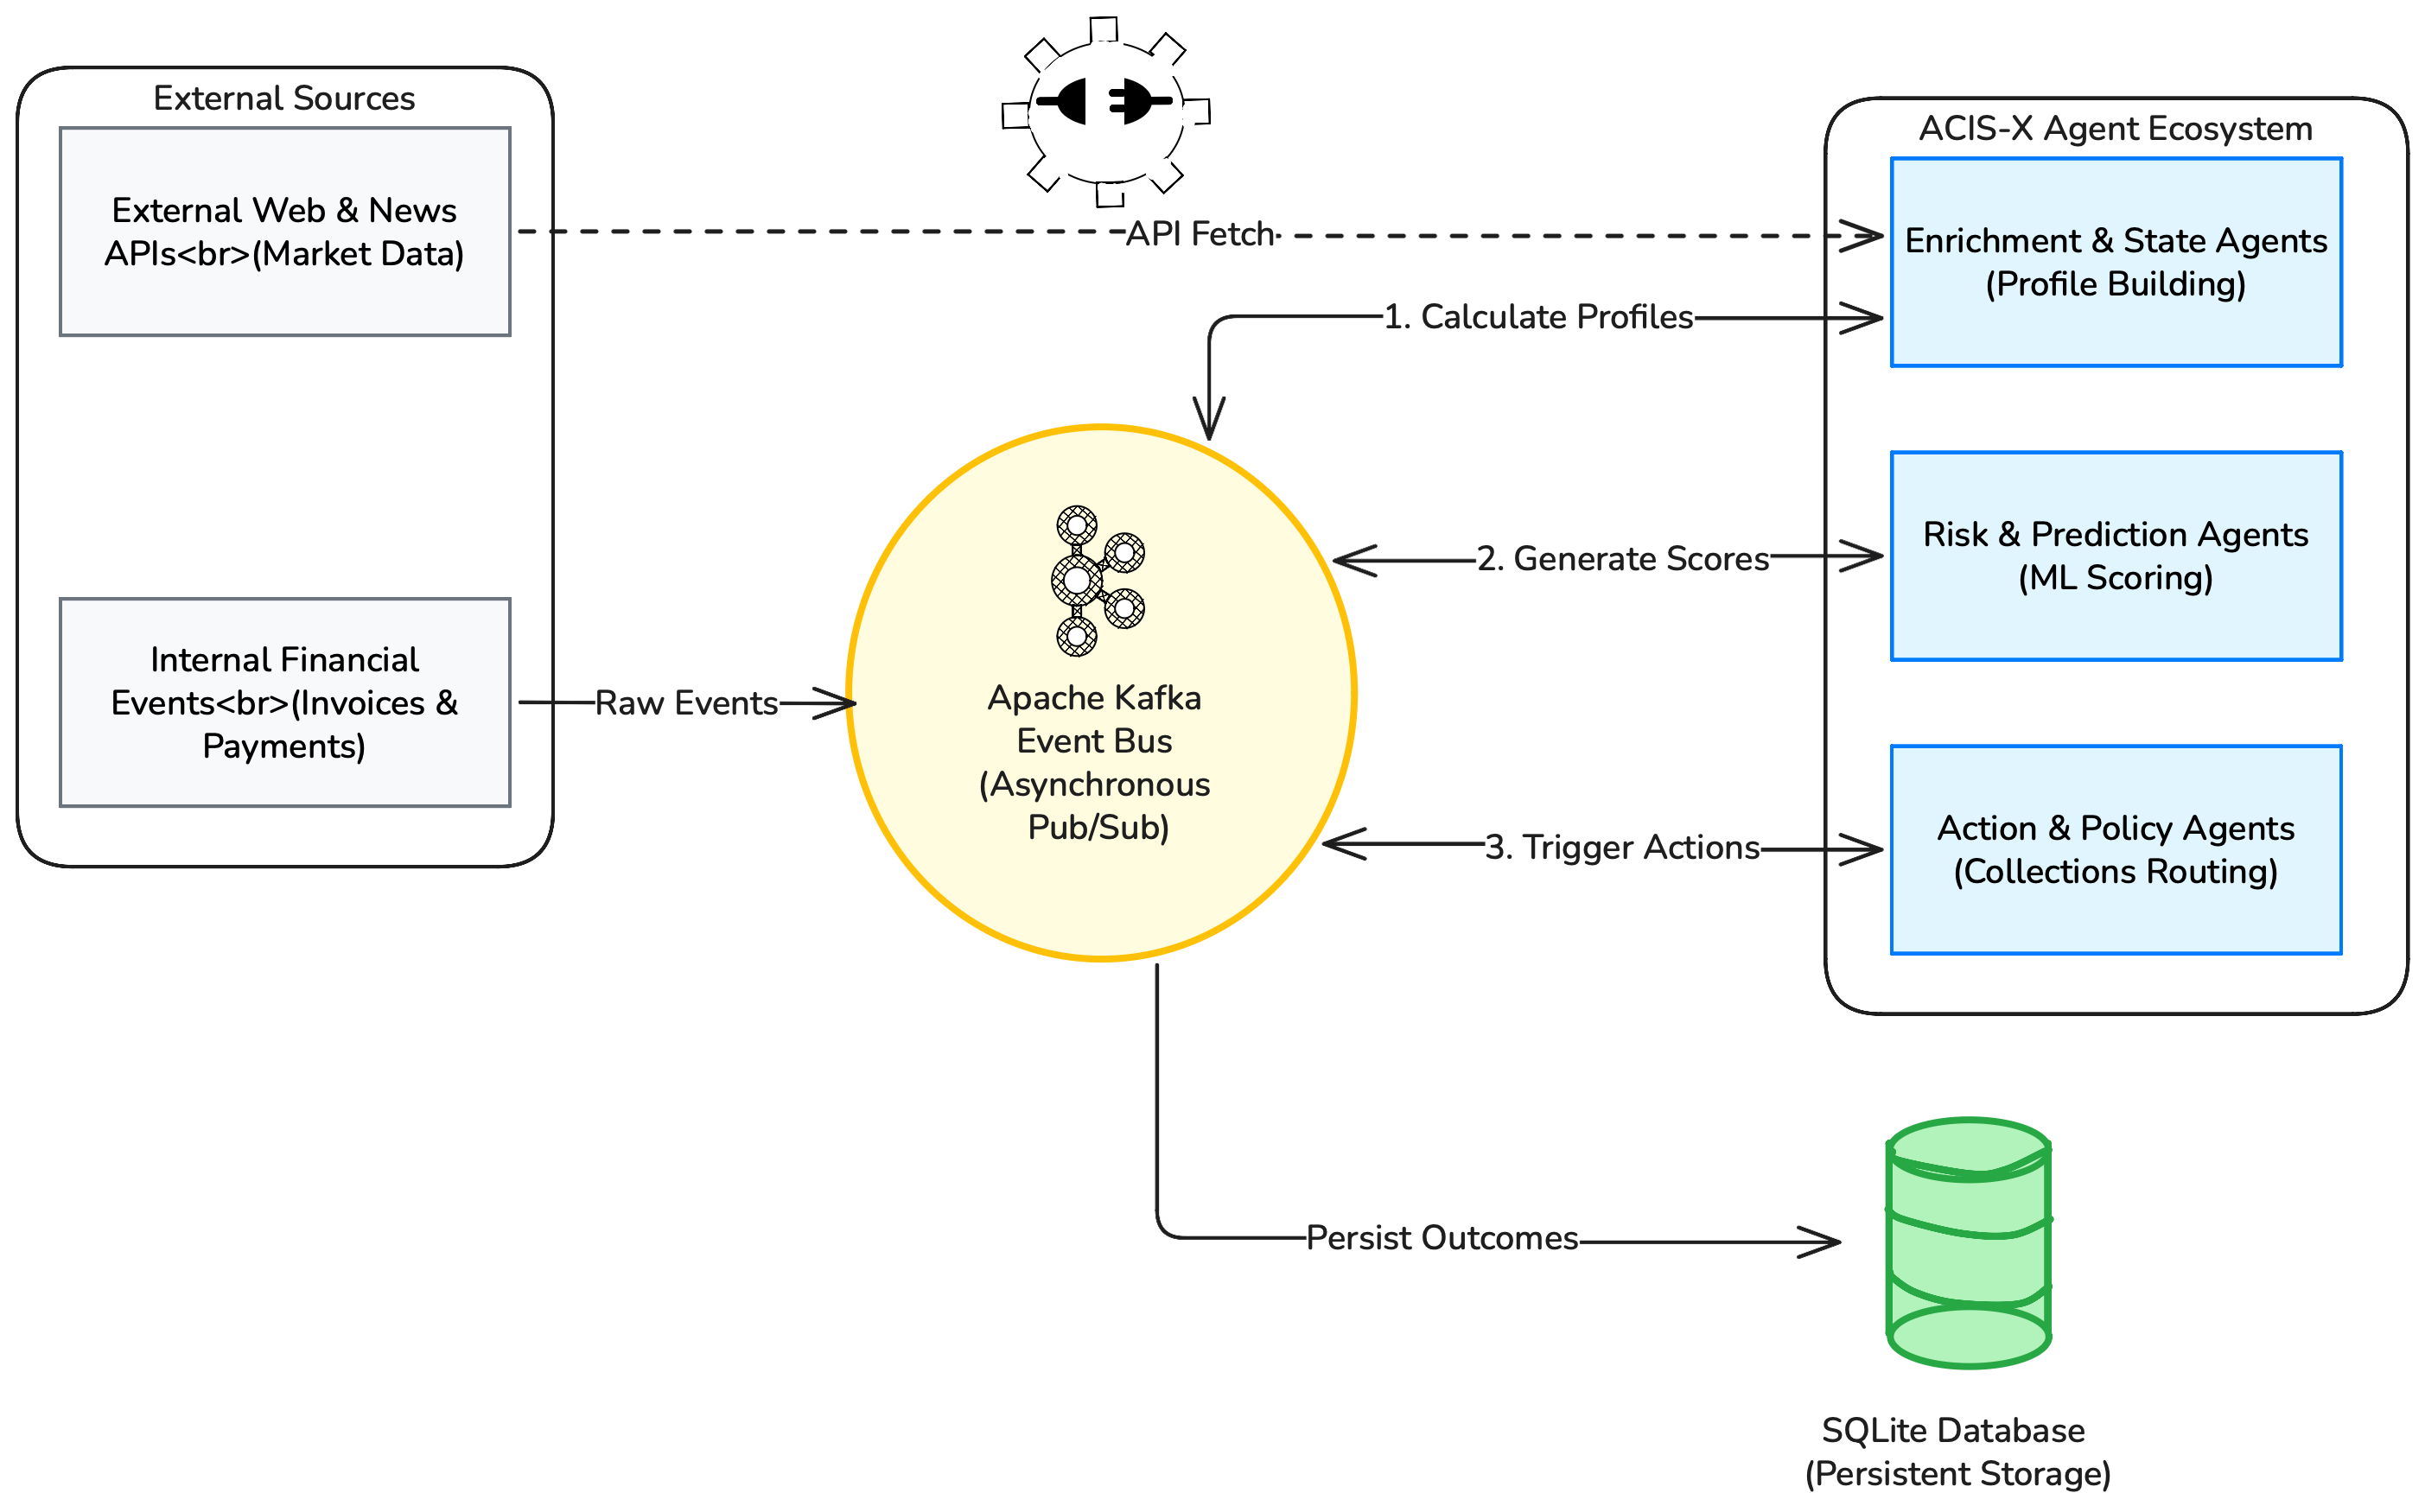 External Sources
External Web & News
APIs<br>(Market Data)
Internal Financial
Events<br>(Invoices &
Payments)
API Fetch
1. Calculate Profiles
Raw Events
Apache Kafka
Event Bus
(Asynchronous
Pub/Sub)
2. Generate Scores
3. Trigger Actions
Persist Outcomes
ACIS-X Agent Ecosystem
Enrichment & State Agents
(Profile Building)
Risk & Prediction Agents
(ML Scoring)
Action & Policy Agents
(Collections Routing)
SQLite Database
(Persistent Storage)